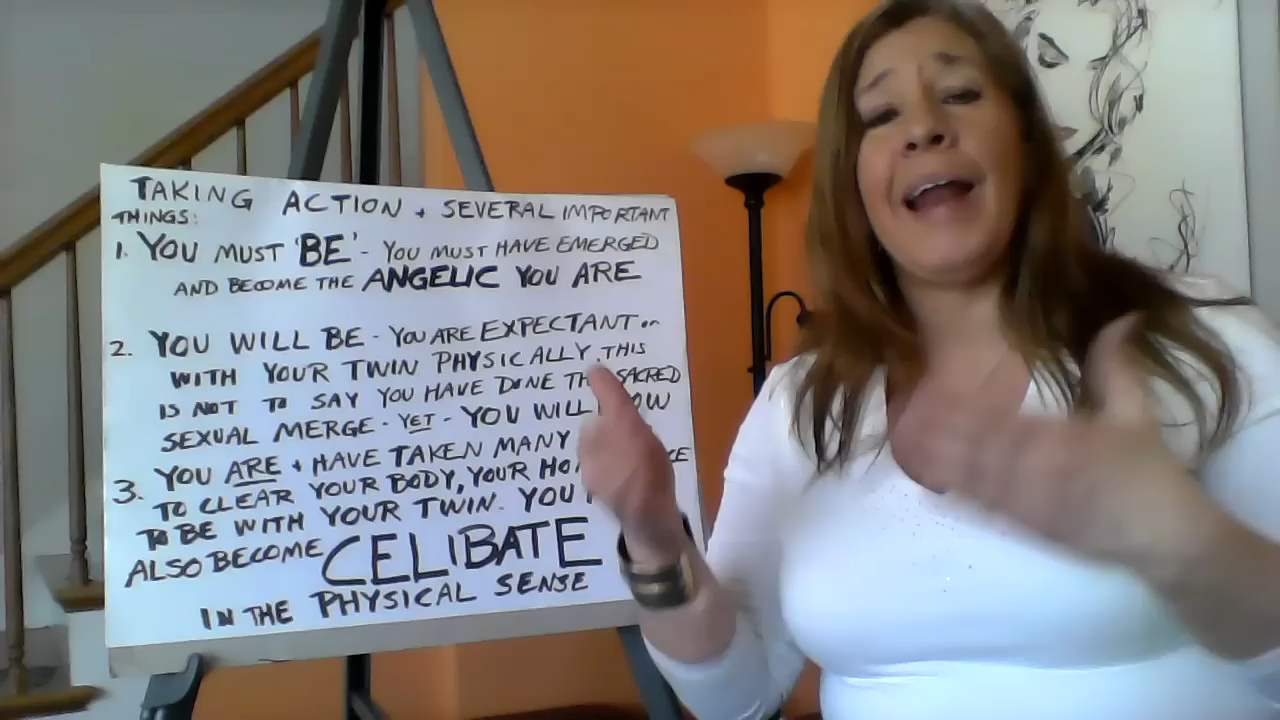 TAKING ACTION + SEVERAL IMPORTANT
THINGS:
1. YOU MUST 'BE' - YOU MUST HAVE EMERGED
AND BECOME THE ANGELIC YOU ARE
2. YOU WILL BE - YOU ARE EXPECTANT
WITH YOUR TWIN PHYSICALLY. THIS
IS NOT TO SAY YOU HAVE DONE SACRED
SEXUAL MERGE - YET - YOU WILL
3. YOU ARE + HAVE TAKEN MANY
TO CLEAR YOUR BODY, YOUR
TO BE WITH YOUR TWIN. YOU
ALSO BECOME CELIBATE
IN THE PHYSICAL SENSE